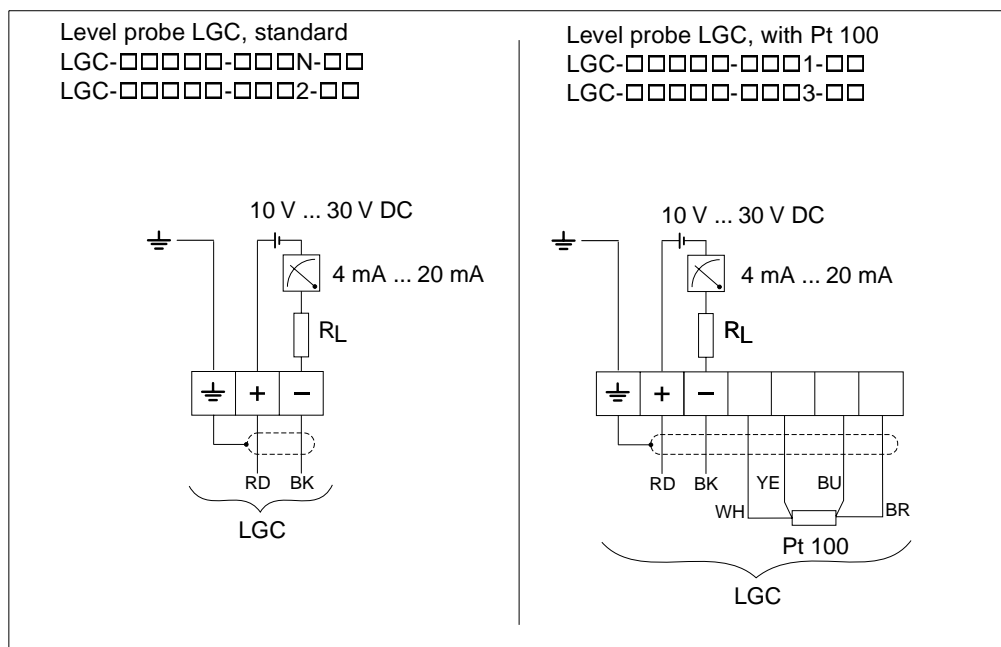 Level probe LGC, standard
LGC-□□□□□-□□□N-□□
LGC-□□□□□-□□□2-□□
10 V ... 30 V DC
4 mA ... 20 mA
RL
+ −
RD BK
LGC
Level probe LGC, with Pt 100
LGC-□□□□□-□□□1-□□
LGC-□□□□□-□□□3-□□
10 V ... 30 V DC
4 mA ... 20 mA
RL
+ −
RD BK YE BU
WH BR
Pt 100
LGC